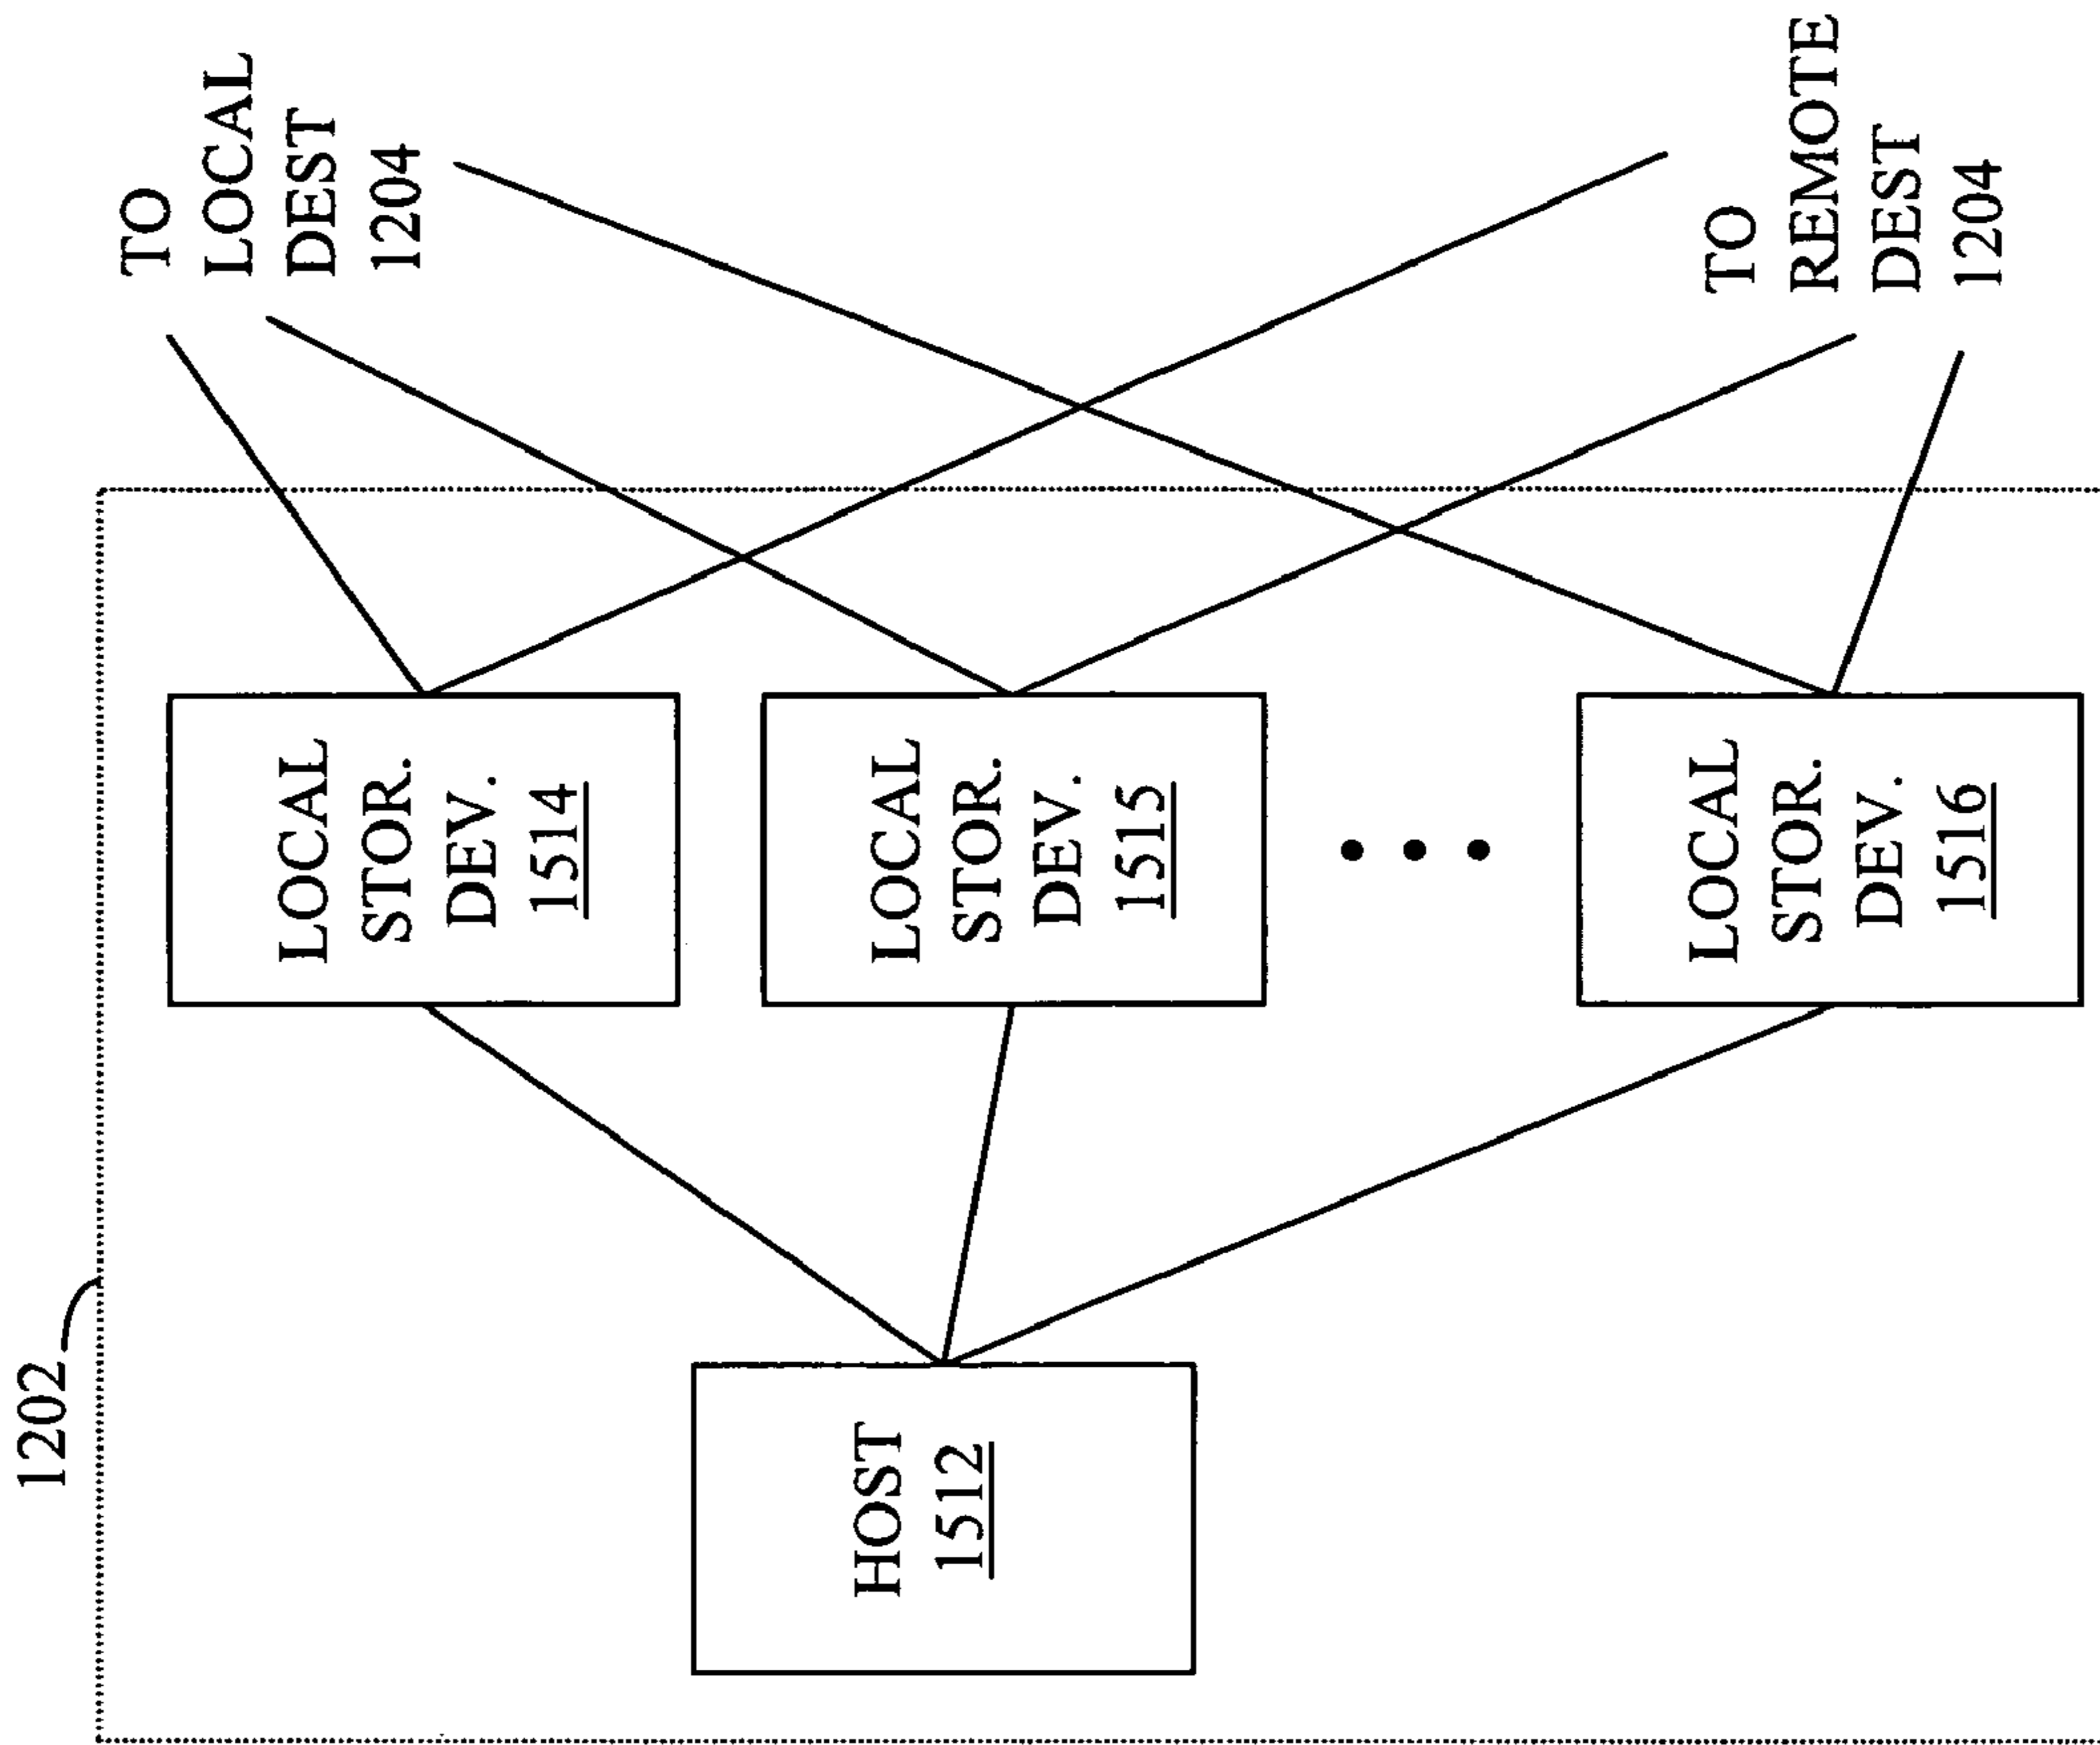 1202
HOST
1512
LOCAL
STOR.
DEV.
1514
LOCAL
STOR.
DEV.
1515
LOCAL
STOR.
DEV.
1516
TO
LOCAL
DEST
1204
TO
REMOTE
DEST
1204